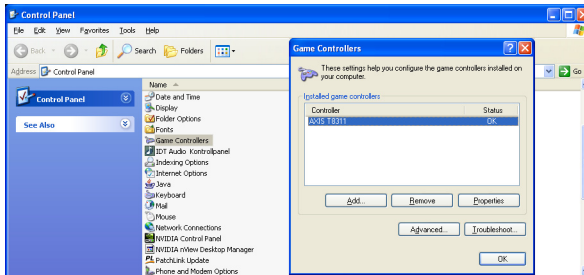 Control Panel
File Edit View Favorites Tools Help
Back Search Folders
Address Control Panel Go
Control Panel
See Also
Name
Date and Time
Display
Folder Options
Fonts
Game Controllers
IDT Audio Kontrollpanel
Indexing Options
Internet Options
Java
Keyboard
Mail
Mouse
Network Connections
NVIDIA Control Panel
NVIDIA nView Desktop Manager
PatchLink Update
Phone and Modem Options
Game Controllers
These settings help you configure the game controllers installed on
your computer.
Installed game controllers
Controller Status
AXIS T8311 OK
Add... Remove Properties
Advanced... Troubleshoot...
OK